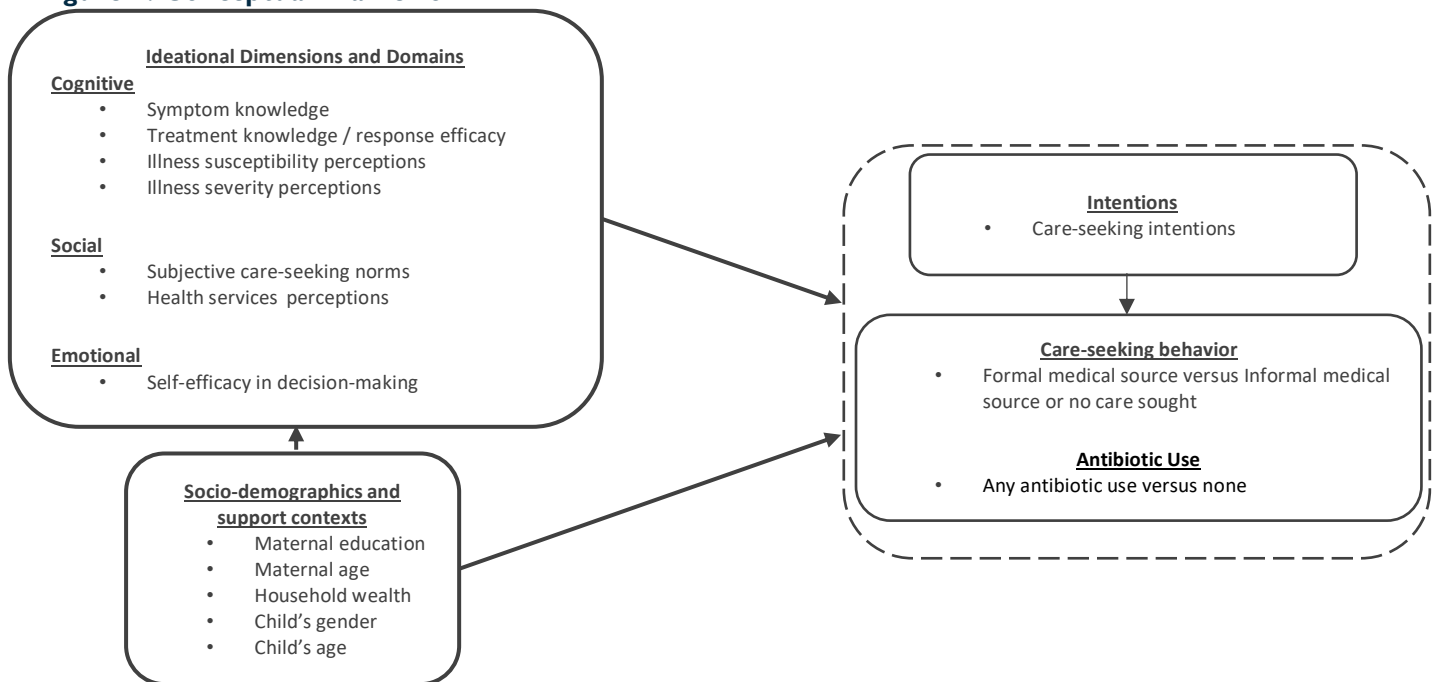 Ideational Dimensions and Domains
Cognitive
• Symptom knowledge
• Treatment knowledge / response efficacy
• Illness susceptibility perceptions
• Illness severity perceptions
Social
• Subjective care-seeking norms
• Health services perceptions
Emotional
• Self-efficacy in decision-making
Socio-demographics and
support contexts
• Maternal education
• Maternal age
• Household wealth
• Child's gender
• Child's age
Intentions
• Care-seeking intentions
Care-seeking behavior
• Formal medical source versus Informal medical
source or no care sought
Antibiotic Use
• Any antibiotic use versus none